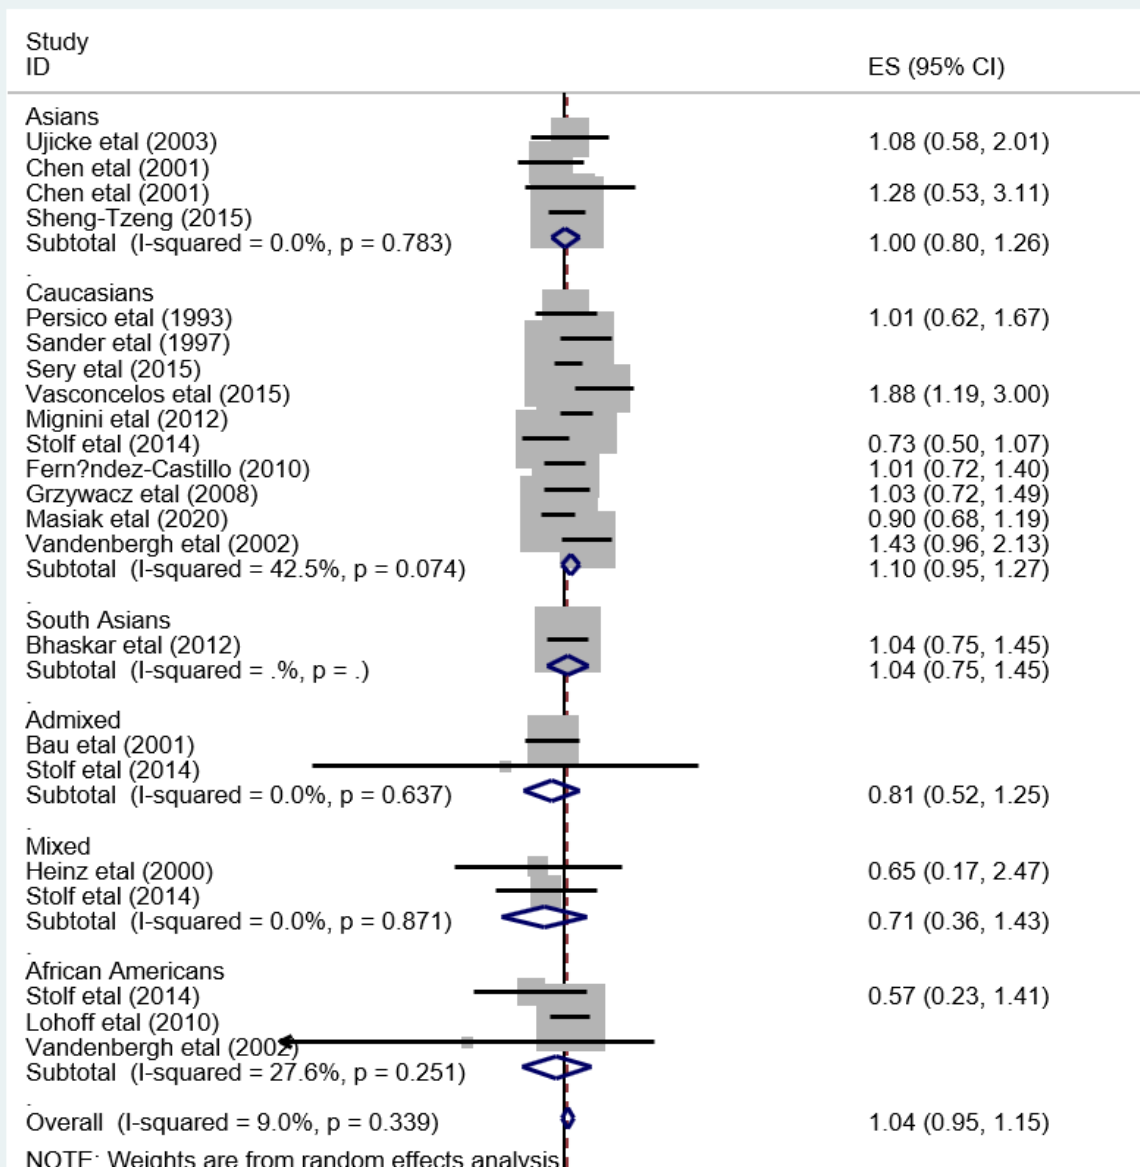 Study
ID ES (95% CI)
Asians
Ujicke etal (2003) 1.08 (0.58, 2.01)
Chen etal (2001)
Chen etal (2001) 1.28 (0.53, 3.11)
Sheng-Tzeng (2015)
Subtotal (I-squared = 0.0%, p = 0.783) 1.00 (0.80, 1.26)
.
Caucasians
Persico etal (1993) 1.01 (0.62, 1.67)
Sander etal (1997)
Sery etal (2015)
Vasconcelos etal (2015) 1.88 (1.19, 3.00)
Mignini etal (2012)
Stolf etal (2014) 0.73 (0.50, 1.07)
Fern?ndez-Castillo (2010) 1.01 (0.72, 1.40)
Grzywacz etal (2008) 1.03 (0.72, 1.49)
Masiak etal (2020) 0.90 (0.68, 1.19)
Vandenbergh etal (2002) 1.43 (0.96, 2.13)
Subtotal (I-squared = 42.5%, p = 0.074) 1.10 (0.95, 1.27)
.
South Asians
Bhaskar etal (2012) 1.04 (0.75, 1.45)
Subtotal (I-squared = .%, p = .) 1.04 (0.75, 1.45)
.
Admixed
Bau etal (2001)
Stolf etal (2014)
Subtotal (I-squared = 0.0%, p = 0.637) 0.81 (0.52, 1.25)
.
Mixed
Heinz etal (2000) 0.65 (0.17, 2.47)
Stolf etal (2014)
Subtotal (I-squared = 0.0%, p = 0.871) 0.71 (0.36, 1.43)
.
African Americans
Stolf etal (2014) 0.57 (0.23, 1.41)
Lohoff etal (2010)
Vandenbergh etal (2002)
Subtotal (I-squared = 27.6%, p = 0.251)
.
Overall (I-squared = 9.0%, p = 0.339) 1.04 (0.95, 1.15)
NOTE: Weights are from random effects analysis